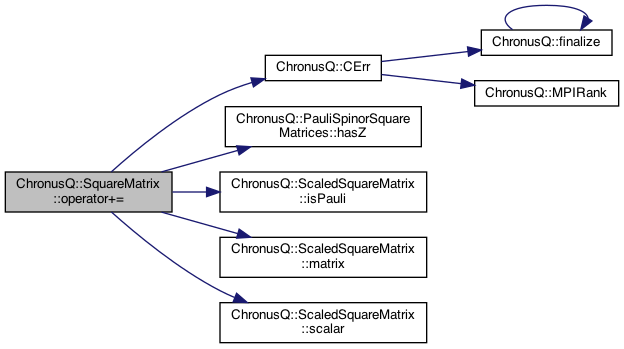 ChronusQ::SquareMatrix
::operator+=
ChronusQ::CErr
ChronusQ::finalize
ChronusQ::MPIRank
ChronusQ::PauliSpinorSquare
Matrices::hasZ
ChronusQ::ScaledSquareMatrix
::isPauli
ChronusQ::ScaledSquareMatrix
::matrix
ChronusQ::ScaledSquareMatrix
::scalar